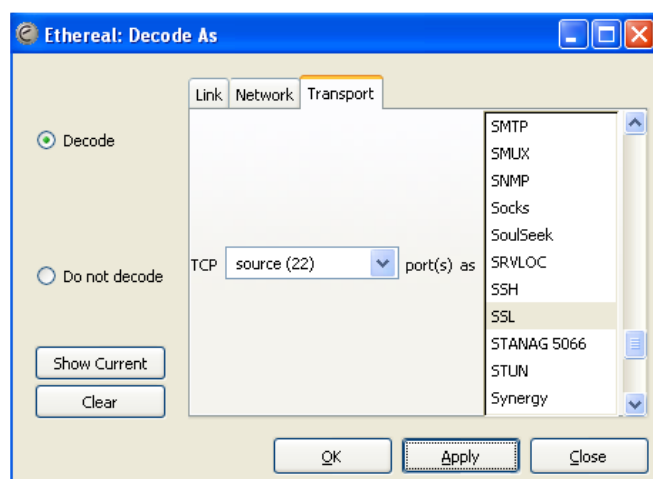 Ethereal: Decode As
Link Network Transport
Decode
Do not decode
Show Current
Clear
TCP source (22) port(s) as
SMTP
SMUX
SNMP
Socks
SoulSeek
SRVLOC
SSH
SSL
STANAG 5066
STUN
Synergy
OK Apply Close